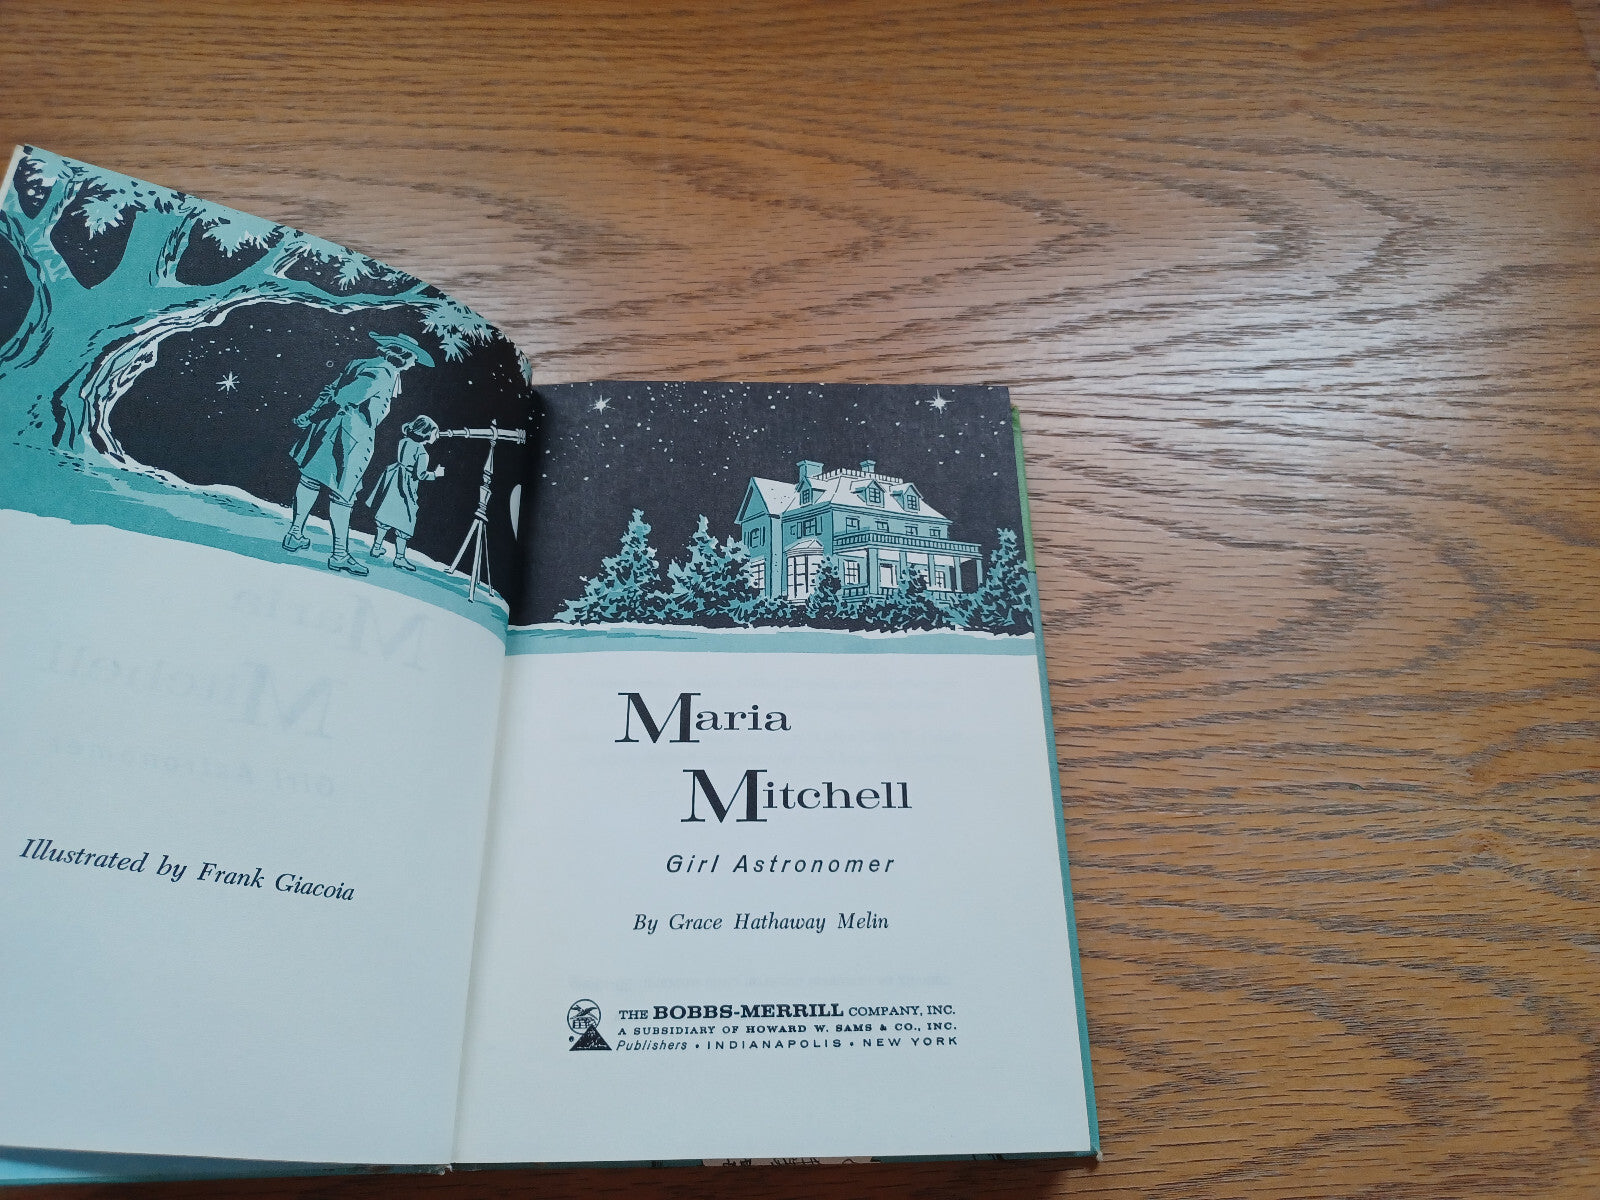 Illustrated by Frank Giacoia
Maria
Mitchell
Girl Astronomer
By Grace Hathaway Melin
THE BOBBS-MERRILL COMPANY, INC.
A SUBSIDIARY OF HOWARD W. SAMS & CO., INC.
Publishers • INDIANAPOLIS • NEW YORK